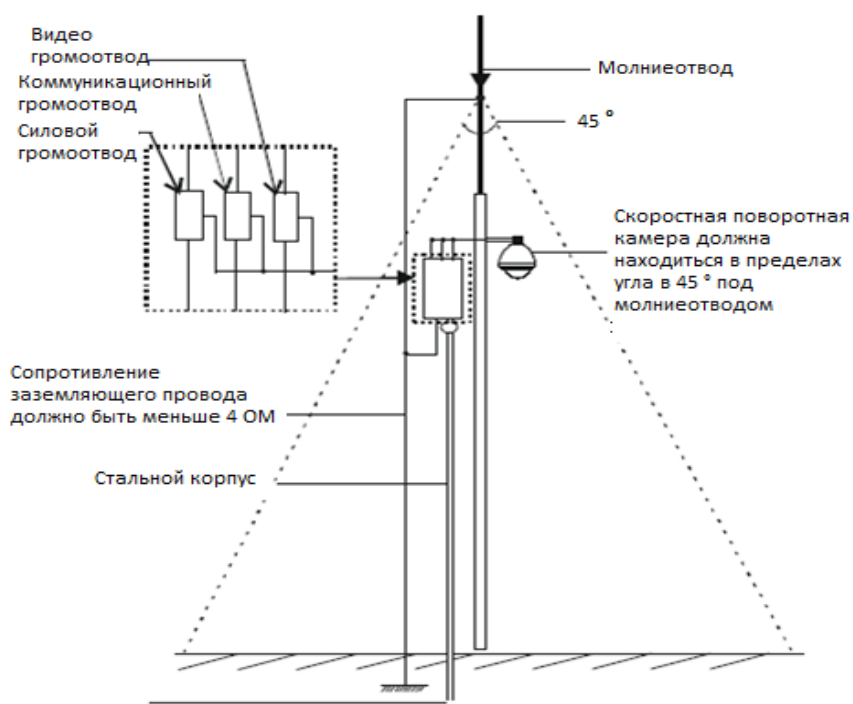 Видео
громоотвод
Коммуникационный
громоотвод
Силовой
громоотвод
Молниеотвод
45 °
Скоростная поворотная
камера должна
находиться в пределах
угла в 45 ° под
молниеотводом
Сопротивление
заземляющего провода
должно быть меньше 4 ОМ
Стальной корпус